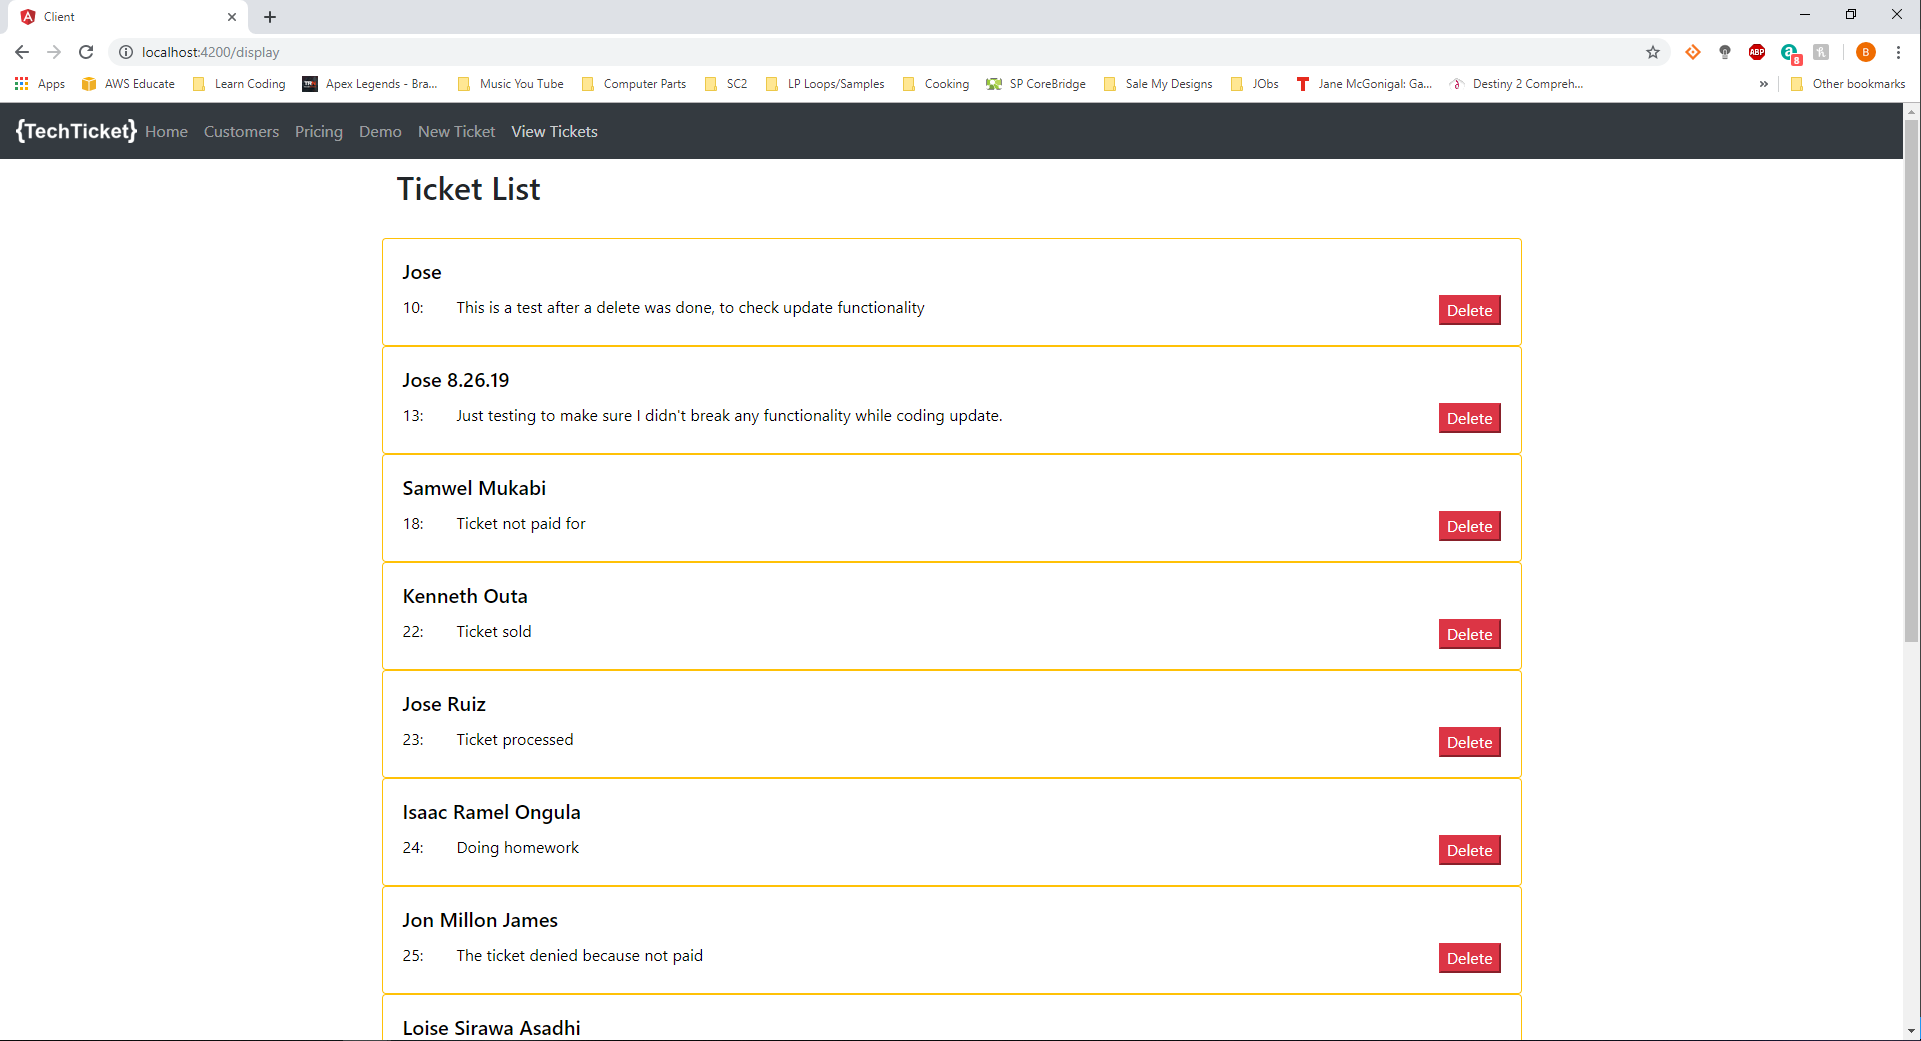 Client
localhost:4200/display
ABP
8
B
Apps AWS Educate Learn Coding Apex Legends - Bra... Music You Tube Computer Parts SC2 LP Loops/Samples Cooking SP CoreBridge Sale My Designs JObs Jane McGonigal: Ga... Destiny 2 Compreh... » Other bookmarks
{TechTicket} Home Customers Pricing Demo New Ticket View Tickets
Ticket List
Jose
10: This is a test after a delete was done, to check update functionality Delete
Jose 8.26.19
13: Just testing to make sure I didn't break any functionality while coding update. Delete
Samwel Mukabi
18: Ticket not paid for Delete
Kenneth Outa
22: Ticket sold Delete
Jose Ruiz
23: Ticket processed Delete
Isaac Ramel Ongula
24: Doing homework Delete
Jon Millon James
25: The ticket denied because not paid Delete
Loise Sirawa Asadhi